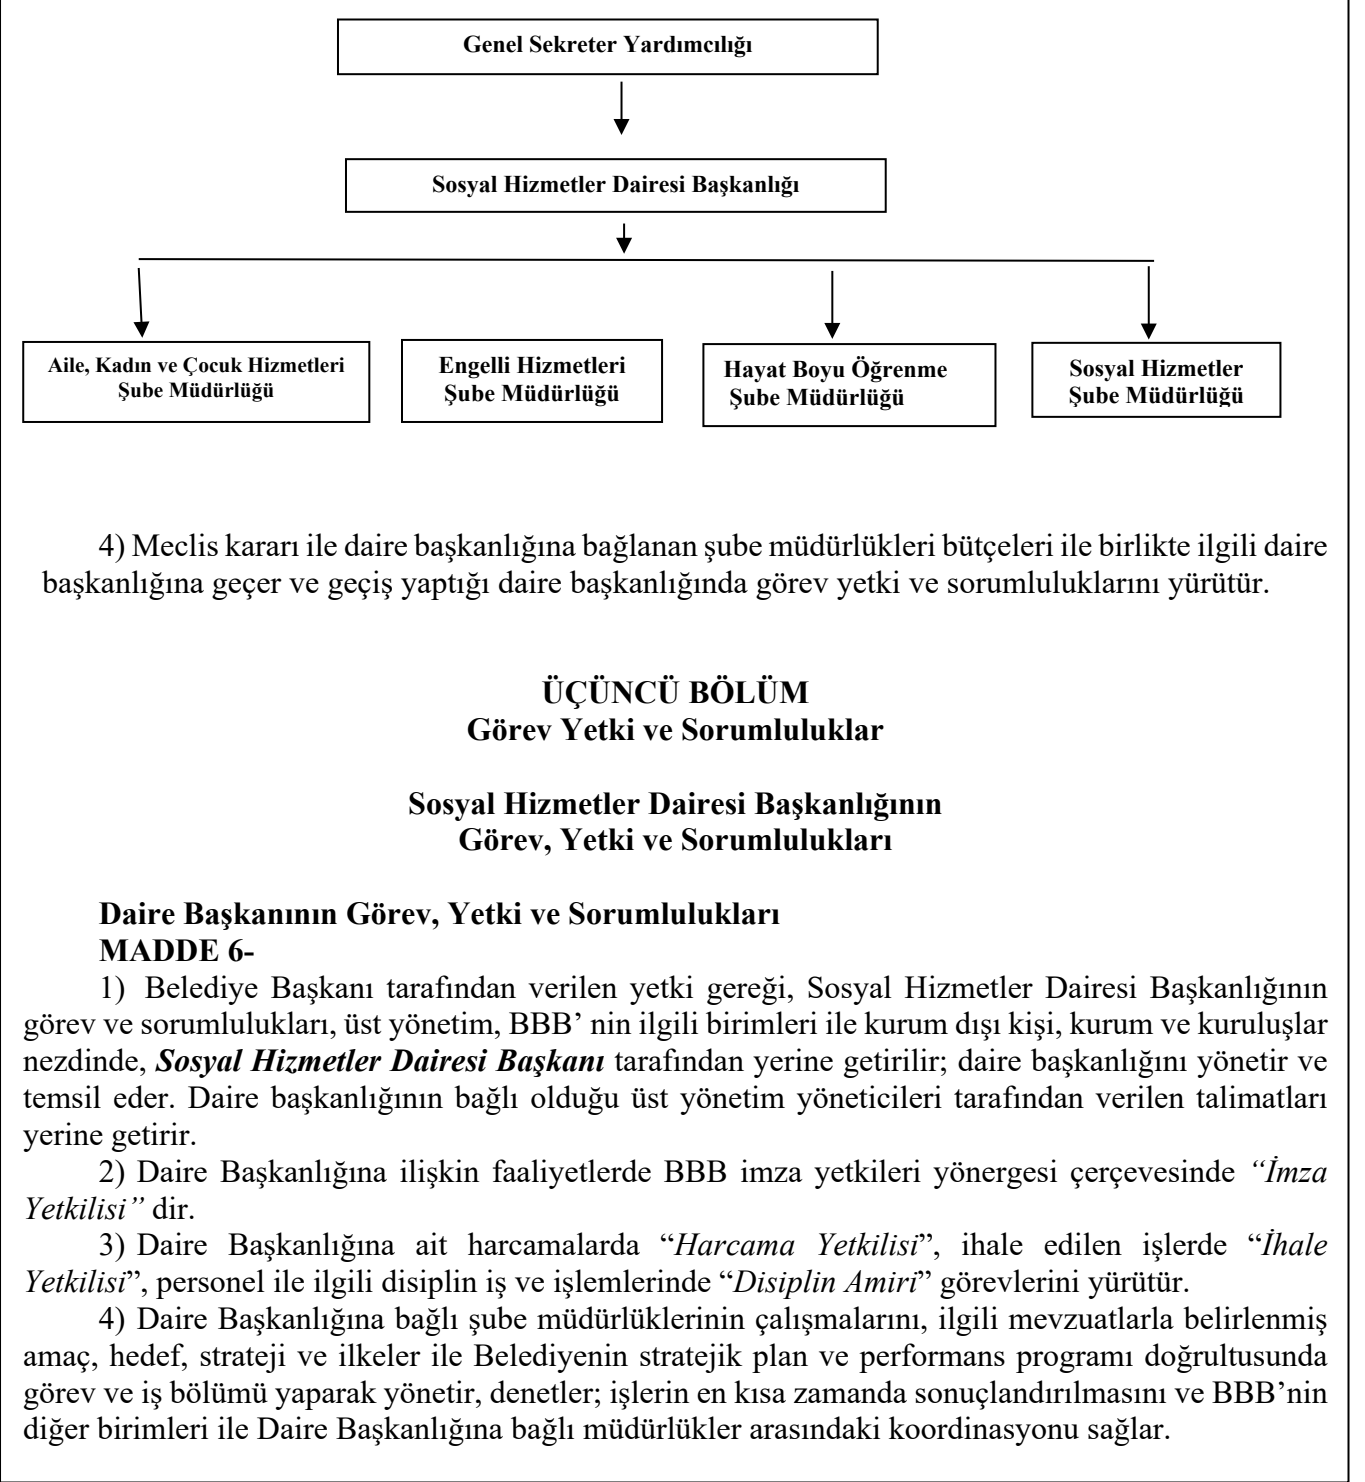 Genel Sekreter Yardımcılığı
Sosyal Hizmetler Dairesi Başkanlığı
Aile, Kadın ve Çocuk Hizmetleri
Şube Müdürlüğü
Engelli Hizmetleri
Şube Müdürlüğü
Hayat Boyu Öğrenme
Şube Müdürlüğü
Sosyal Hizmetler
Şube Müdürlüğü
4) Meclis kararı ile daire başkanlığına bağlanan şube müdürlükleri bütçeleri ile birlikte ilgili daire
başkanlığına geçer ve geçiş yaptığı daire başkanlığında görev yetki ve sorumluluklarını yürütür.
ÜÇÜNCÜ BÖLÜM
Görev Yetki ve Sorumluluklar
Sosyal Hizmetler Dairesi Başkanlığının
Görev, Yetki ve Sorumlulukları
Daire Başkanının Görev, Yetki ve Sorumlulukları
MADDE 6-
1) Belediye Başkanı tarafından verilen yetki gereği, Sosyal Hizmetler Dairesi Başkanlığının
görev ve sorumlulukları, üst yönetim, BBB’ nin ilgili birimleri ile kurum dışı kişi, kurum ve kuruluşlar
nezdinde, Sosyal Hizmetler Dairesi Başkanı tarafından yerine getirilir; daire başkanlığını yönetir ve
temsil eder. Daire başkanlığının bağlı olduğu üst yönetim yöneticileri tarafından verilen talimatları
yerine getirir.
2) Daire Başkanlığına ilişkin faaliyetlerde BBB imza yetkileri yönergesi çerçevesinde “İmza
Yetkilisi” dir.
3) Daire Başkanlığına ait harcamalarda “Harcama Yetkilisi”, ihale edilen işlerde “İhale
Yetkilisi”, personel ile ilgili disiplin iş ve işlemlerinde “Disiplin Amiri” görevlerini yürütür.
4) Daire Başkanlığına bağlı şube müdürlüklerinin çalışmalarını, ilgili mevzuatlarla belirlenmiş
amaç, hedef, strateji ve ilkeler ile Belediyenin stratejik plan ve performans programı doğrultusunda
görev ve iş bölümü yaparak yönetir, denetler; işlerin en kısa zamanda sonuçlandırılmasını ve BBB’nin
diğer birimleri ile Daire Başkanlığına bağlı müdürlükler arasındaki koordinasyonu sağlar.